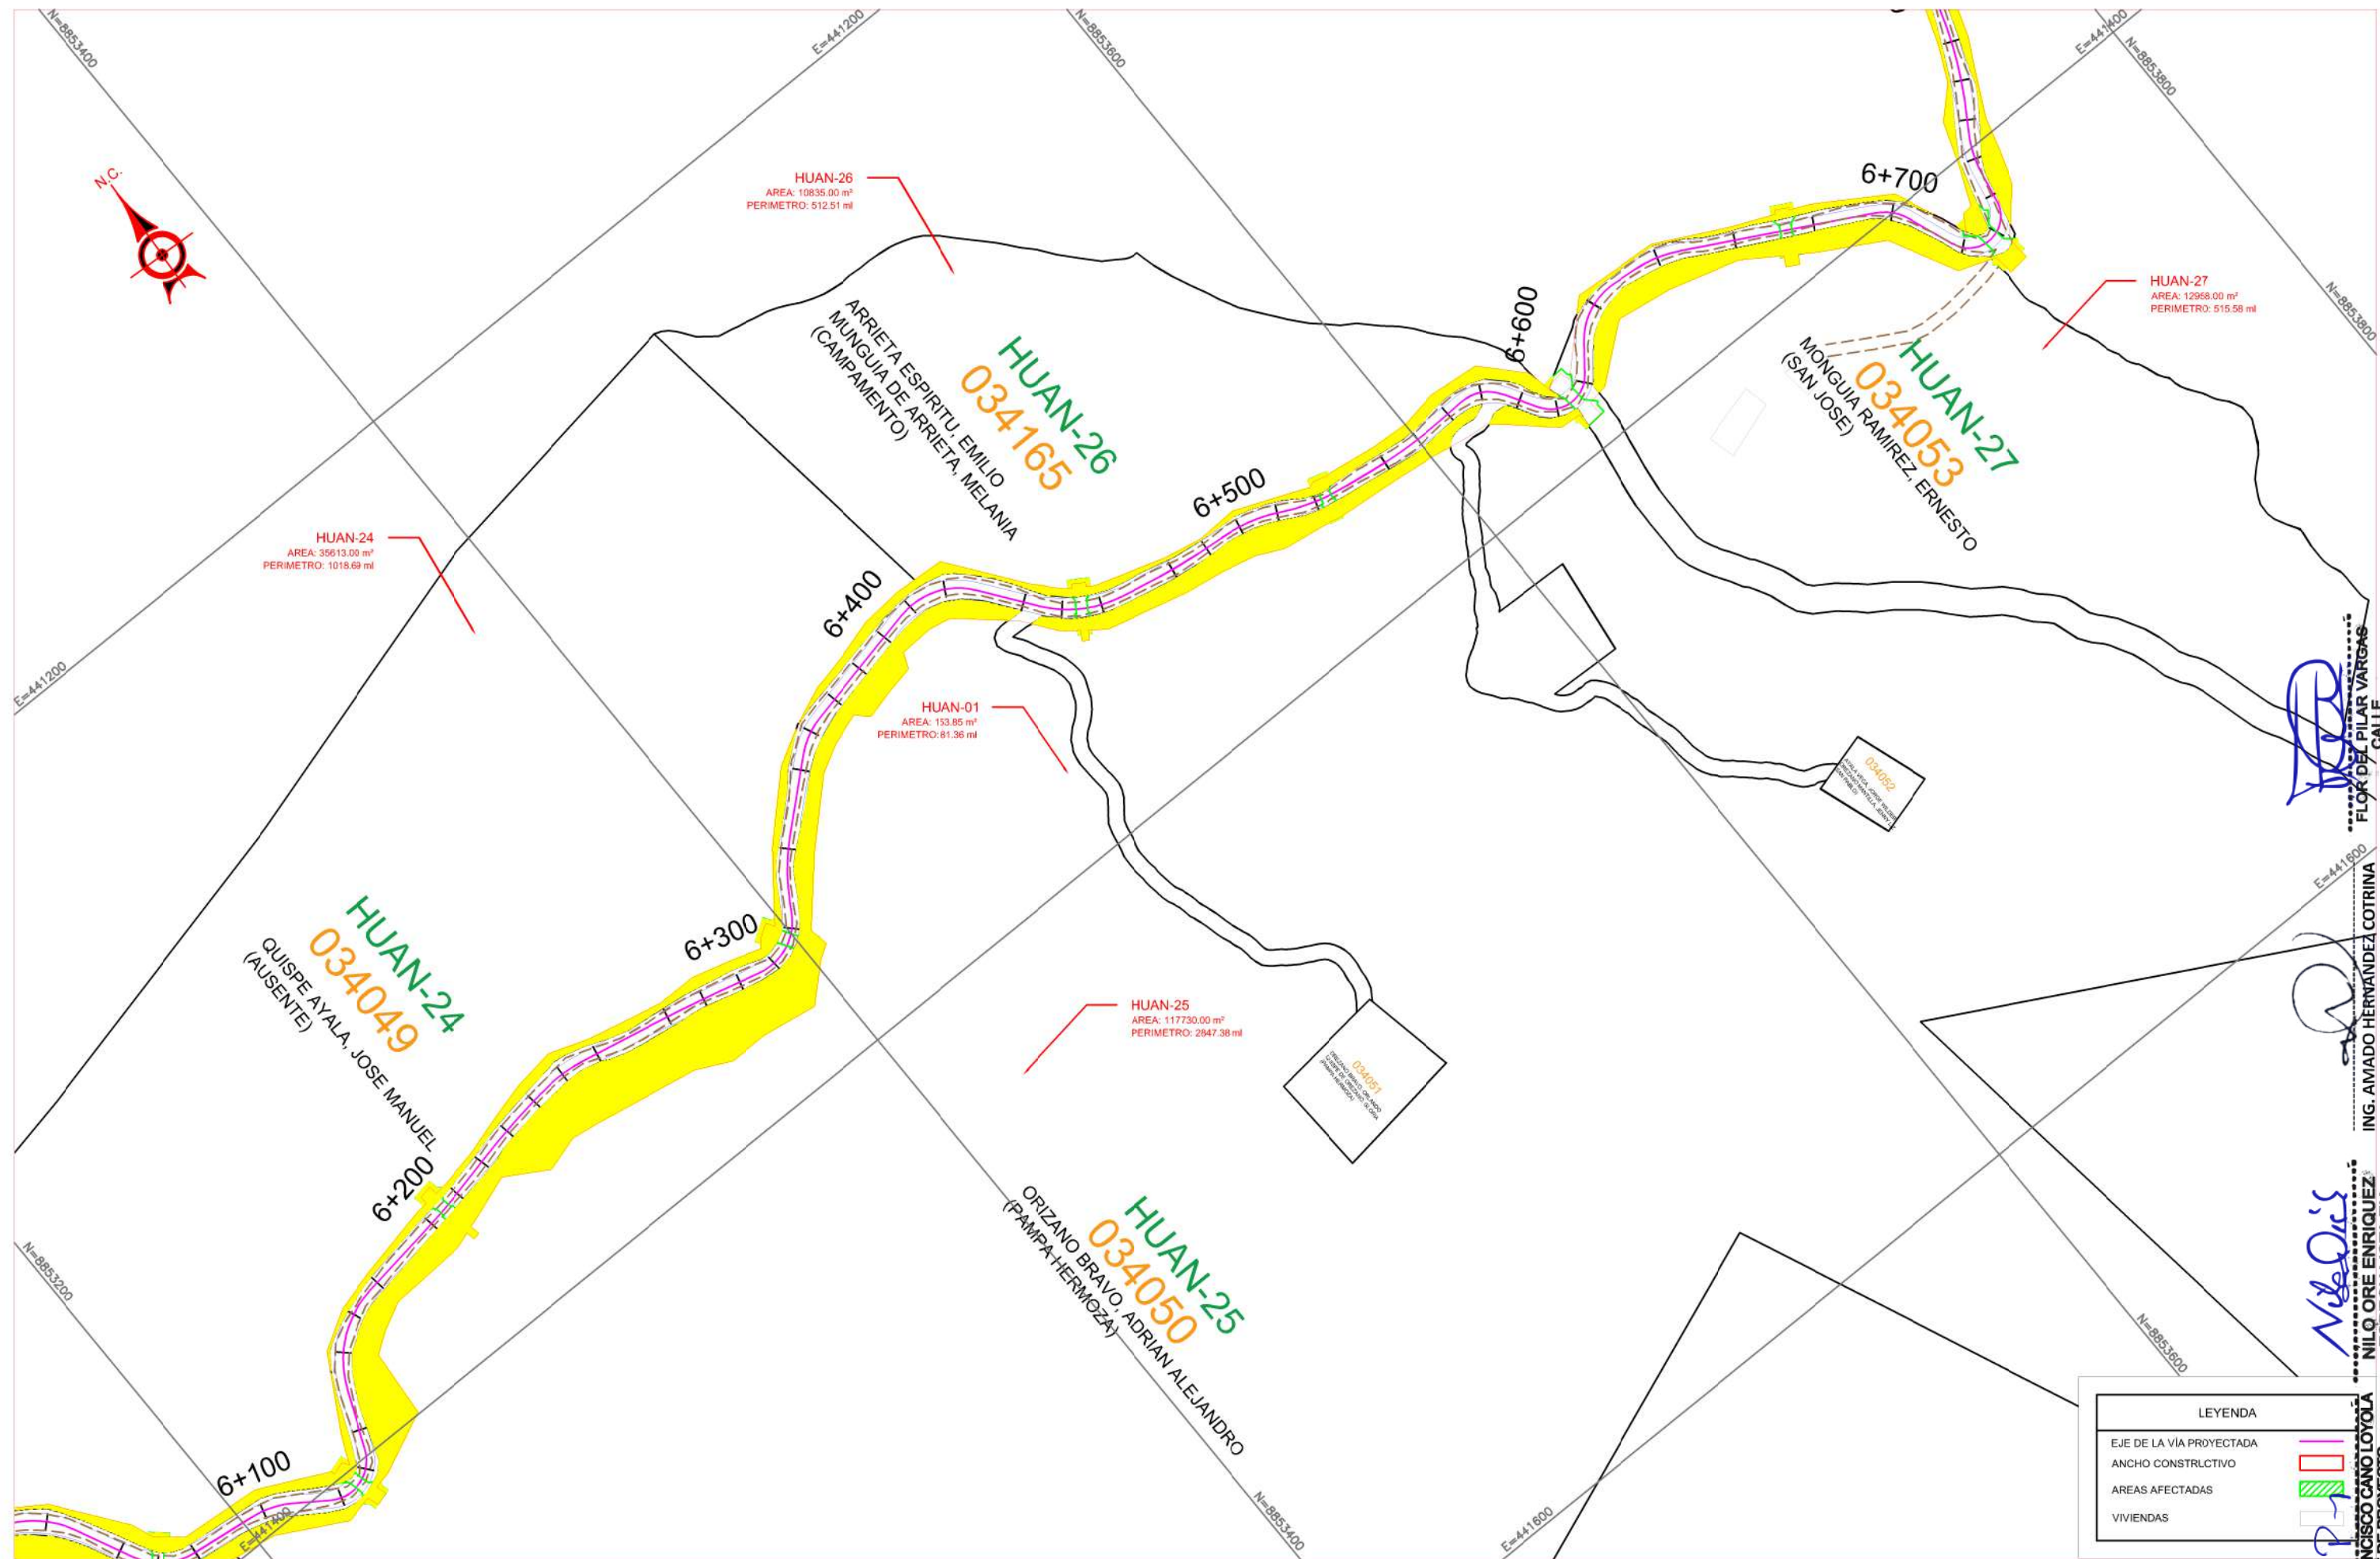 N=8853400
E=441200
N=8853600
E=441400
N=8853800
N.C.
HUAN-26
AREA: 10835.00 m²
PERIMETRO: 512.51 ml
6+700
HUAN-27
AREA: 12958.00 m²
PERIMETRO: 515.58 ml
N=8853800
6+600
ARRIETA ESPIRITU, EMILIO
MUNGUIA DE ARRIETA, MELANIA
(CAMPAMENTO)
HUAN-26
034165
HUAN-27
034053
MONGUIA RAMIREZ, ERNESTO
(SAN JOSE)
6+500
HUAN-24
AREA: 35613.00 m²
PERIMETRO: 1018.69 ml
6+400
E=441200
HUAN-01
AREA: 153.85 m²
PERIMETRO: 81.36 ml
034052
FLOR DEL PILAR VARGAS
CALLE
E=441600
HUAN-24
034049
QUISPE AYALA, JOSE MANUEL
(AUSENTE)
6+300
HUAN-25
AREA: 117730.00 m²
PERIMETRO: 2847.38 ml
034051
ING. AMADO HERNANDEZ COTRINA
6+200
HUAN-25
034050
ORIZANO BRAVO, ADRIAN ALEJANDRO
(PAMPA HERMOZA)
N=8853200
NILO ORE ENRIQUEZ
N=8853600
6+100
E=441400
N=8853400
E=441600
LEYENDA
EJE DE LA VÍA PROYECTADA
ANCHO CONSTRUCTIVO
AREAS AFECTADAS
VIVIENDAS
NCISCO CANO LOYOLA